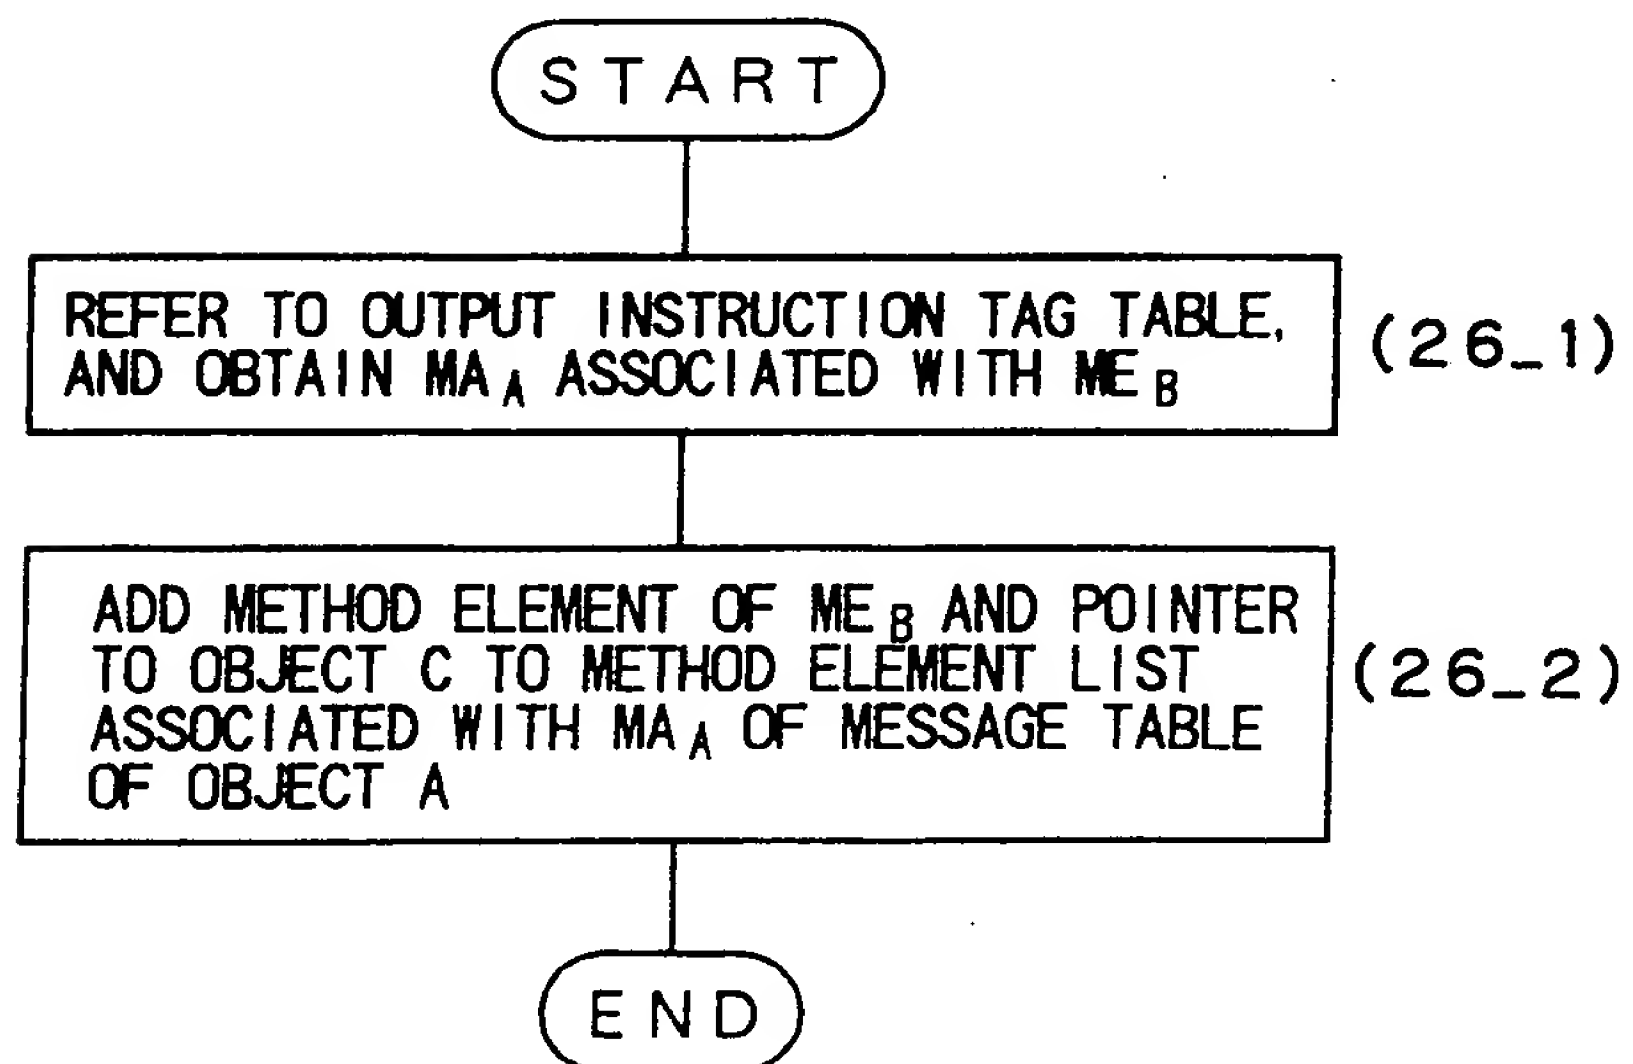 START
REFER TO OUTPUT INSTRUCTION TAG TABLE,
AND OBTAIN MA A ASSOCIATED WITH ME B
(26_1)
ADD METHOD ELEMENT OF ME B AND POINTER
TO OBJECT C TO METHOD ELEMENT LIST
ASSOCIATED WITH MA A OF MESSAGE TABLE
OF OBJECT A
(26_2)
END